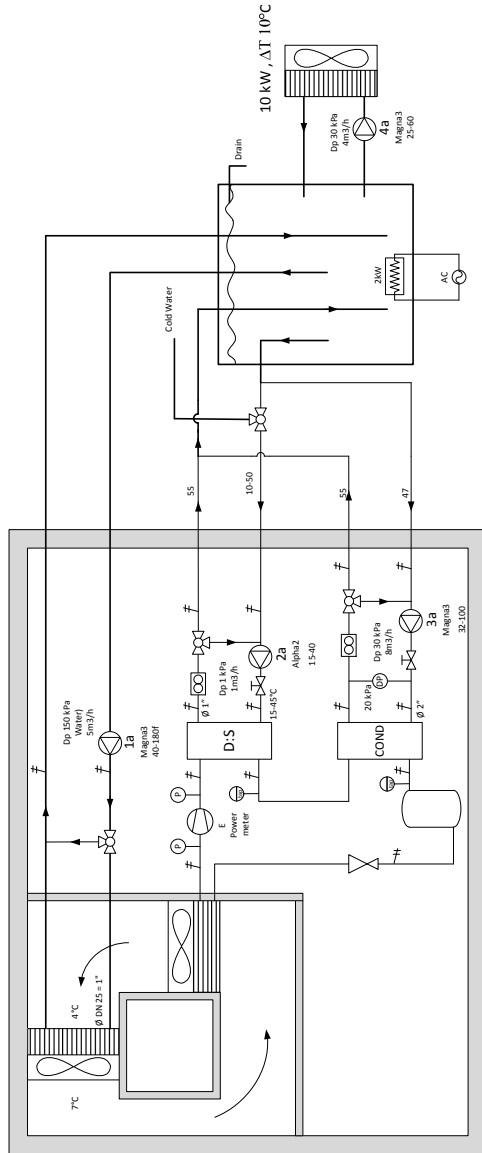 10 kW , ΔT 10°C
Dp 30 kPa
4m3/h
4a
Magna3
25-60
Drain
Cold Water
2kW
AC
55
10-50
55
47
Dp 150 kPa
Water)
5m3/h
1a
Magna3
40-180f
Dp 1 kPa
1m3/h
2a
Alpha2
15-40
Ø 1"
15-45°C
D:S
Dp 30 kPa
8m3/h
3a
Magna3
32-100
20 kPa
DP
Ø 2"
COND
P
P
E
Power
meter
4°C
Ø DN 25 = 1"
7°C